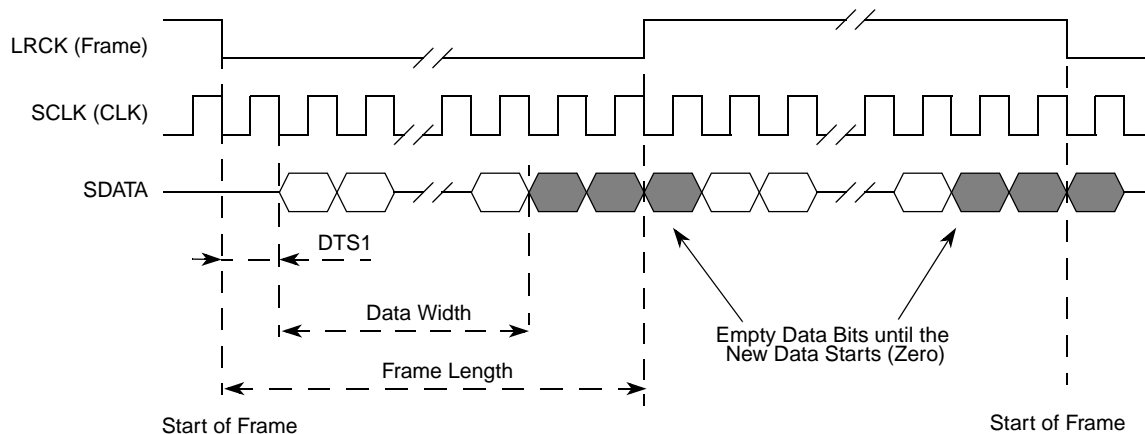 LRCK (Frame)
SCLK (CLK)
SDATA
DTS1
Data Width
Empty Data Bits until the
New Data Starts (Zero)
Frame Length
Start of Frame
Start of Frame